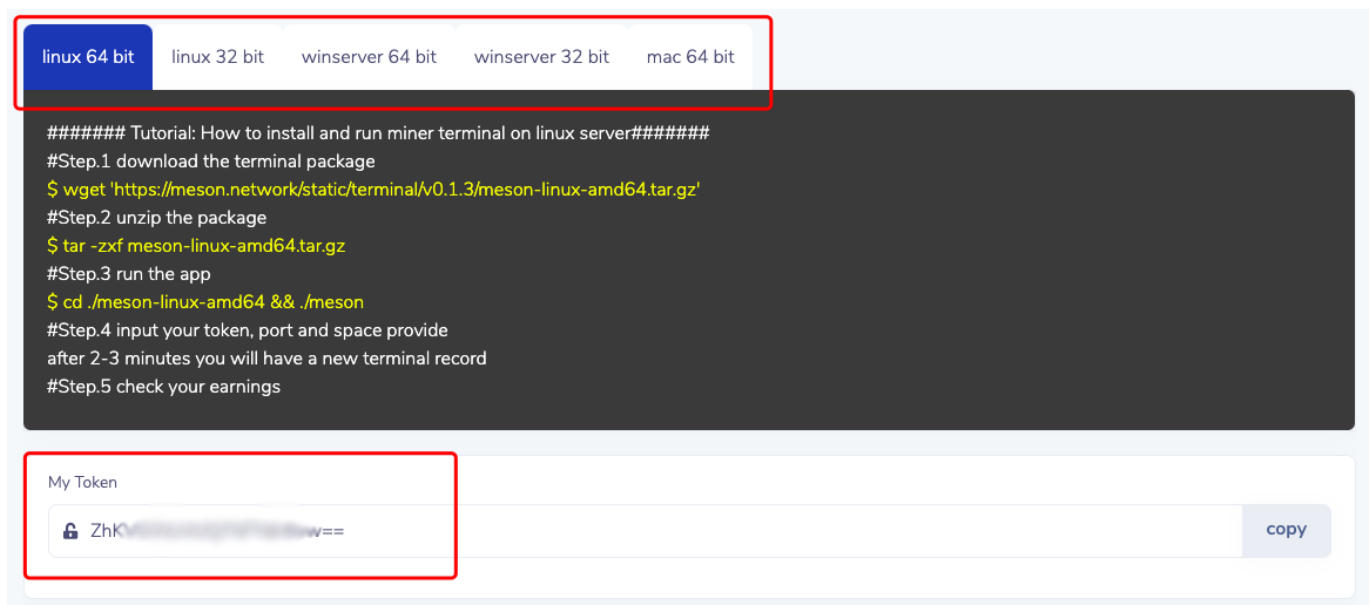 linux 64 bit linux 32 bit winserver 64 bit winserver 32 bit mac 64 bit
####### Tutorial: How to install and run miner terminal on linux server#######
#Step.1 download the terminal package
$ wget 'https://meson.network/static/terminal/v0.1.3/meson-linux-amd64.tar.gz'
#Step.2 unzip the package
$ tar -zxf meson-linux-amd64.tar.gz
#Step.3 run the app
$ cd ./meson-linux-amd64 && ./meson
#Step.4 input your token, port and space provide
after 2-3 minutes you will have a new terminal record
#Step.5 check your earnings
My Token
copy